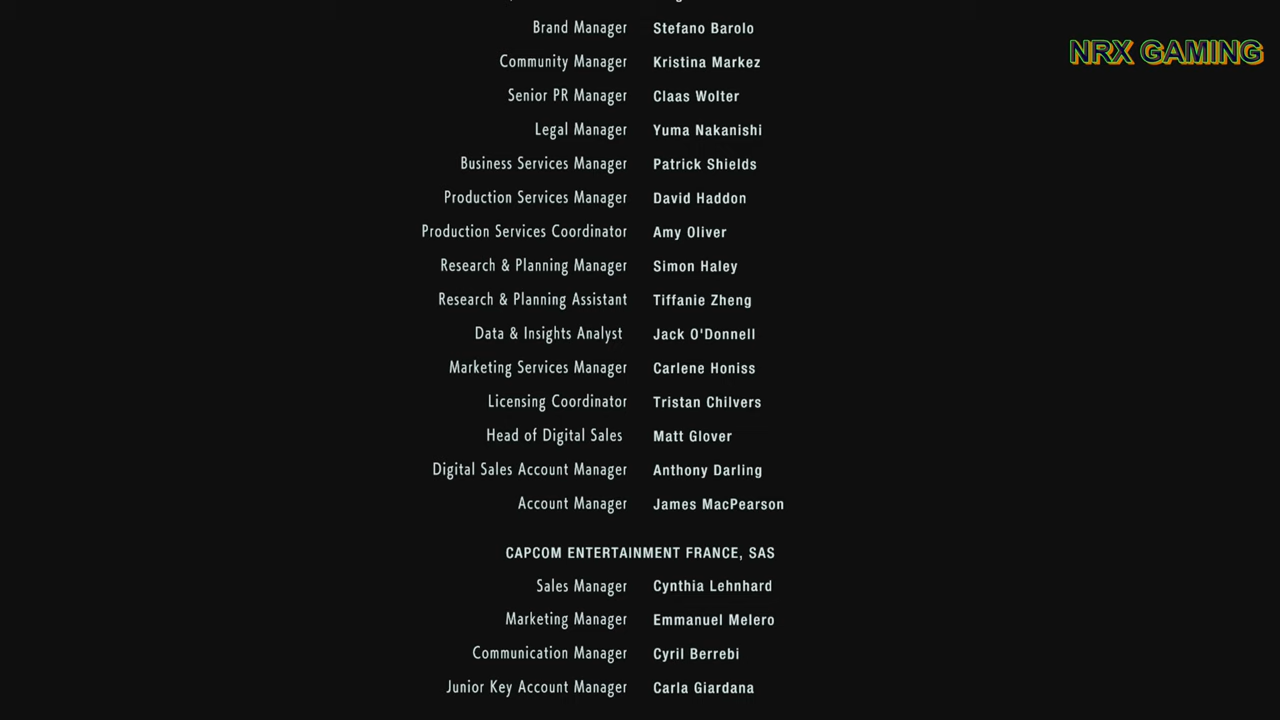 NRX GAMING
Brand Manager Stefano Barolo
Community Manager Kristina Markez
Senior PR Manager Claas Wolter
Legal Manager Yuma Nakanishi
Business Services Manager Patrick Shields
Production Services Manager David Haddon
Production Services Coordinator Amy Oliver
Research & Planning Manager Simon Haley
Research & Planning Assistant Tiffanie Zheng
Data & Insights Analyst Jack O'Donnell
Marketing Services Manager Carlene Honiss
Licensing Coordinator Tristan Chilvers
Head of Digital Sales Matt Glover
Digital Sales Account Manager Anthony Darling
Account Manager James MacPearson
CAPCOM ENTERTAINMENT FRANCE, SAS
Sales Manager Cynthia Lehnhard
Marketing Manager Emmanuel Melero
Communication Manager Cyril Berrebi
Junior Key Account Manager Carla Giardana